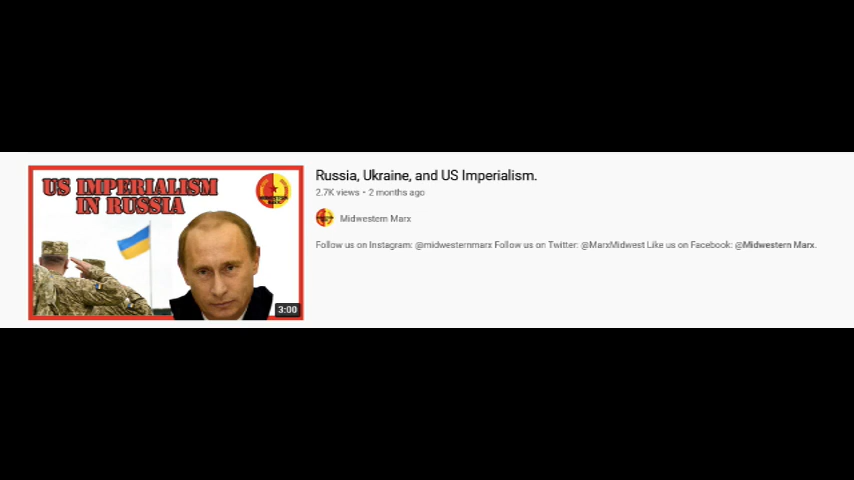 US IMPERIALISM
IN RUSSIA
3:00
Russia, Ukraine, and US Imperialism.
2.7K views • 2 months ago
Midwestern Marx
Follow us on Instagram: @midwesternmarx Follow us on Twitter: @MarxMidwest Like us on Facebook: @Midwestern Marx.